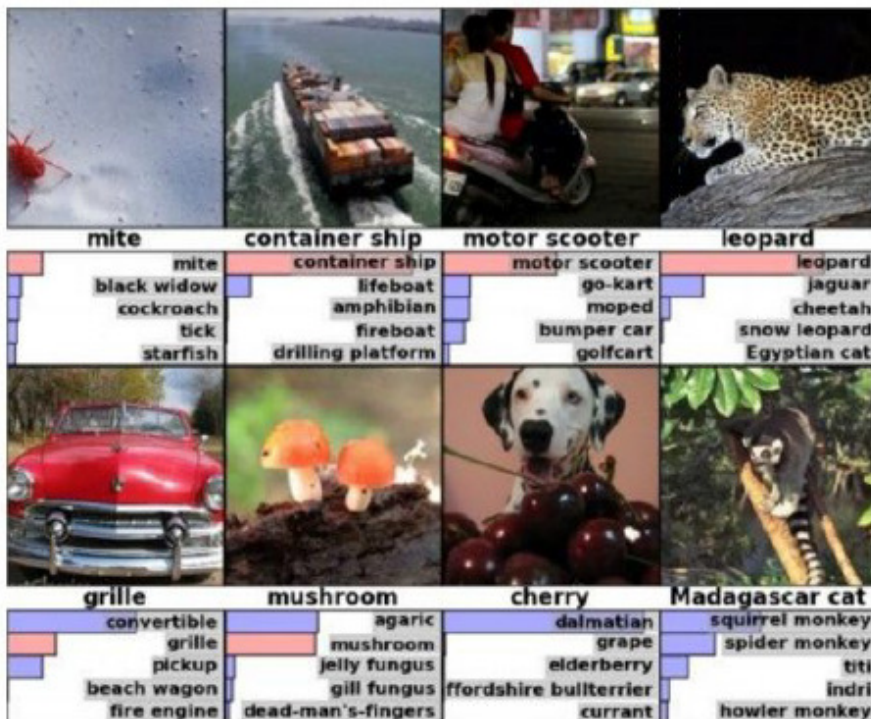 mite
container ship
motor scooter
leopard
mite
black widow
cockroach
tick
starfish
container ship
lifeboat
amphibian
fireboat
drilling platform
motor scooter
go-kart
moped
bumper car
golfcart
leopard
jaguar
cheetah
snow leopard
Egyptian cat
grille
mushroom
cherry
Madagascar cat
convertible
grille
pickup
beach wagon
fire engine
agaric
mushroom
jelly fungus
gill fungus
dead-man's-fingers
dalmatian
grape
elderberry
ffordshire bullterrier
currant
squirrel monkey
spider monkey
titi
indri
howler monkey